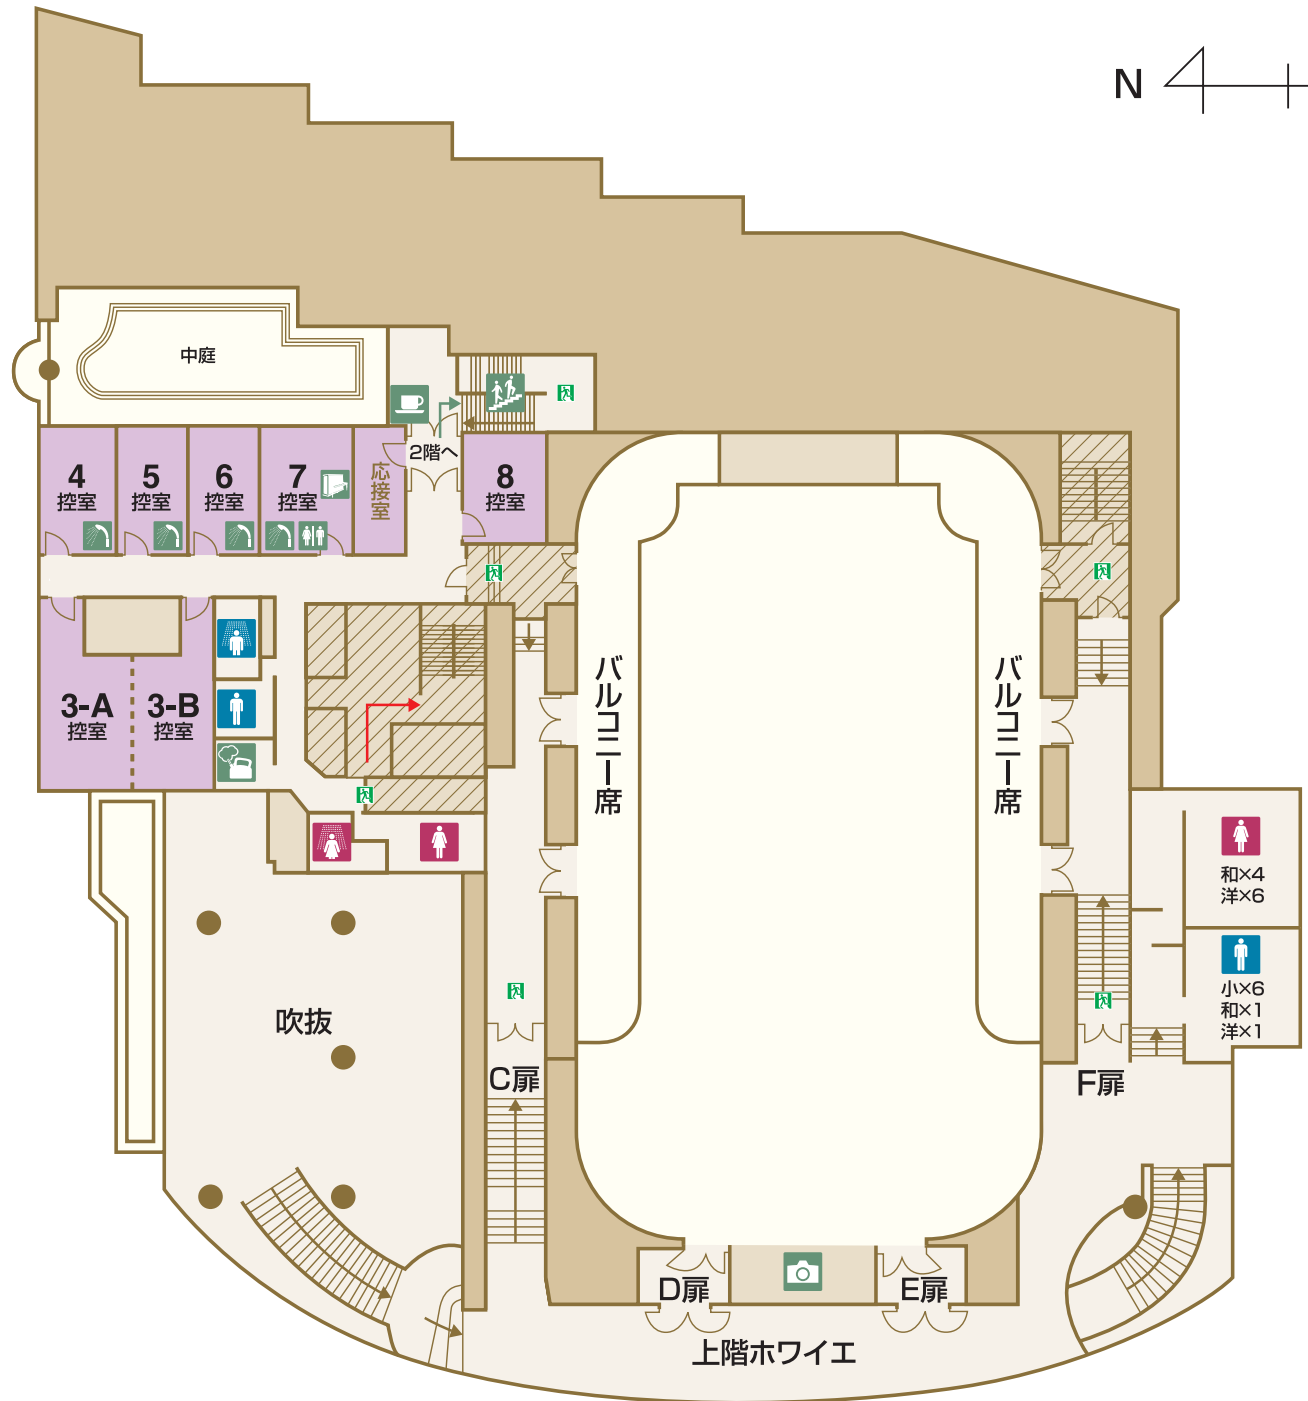 N
中庭
2階へ
4
控室
5
控室
6
控室
7
控室
応接室
8
控室
3-A
控室
3-B
控室
バルコニー席
バルコニー席
和×4
洋×6
小×6
和×1
洋×1
吹抜
C扉
F扉
D扉
E扉
上階ホワイエ